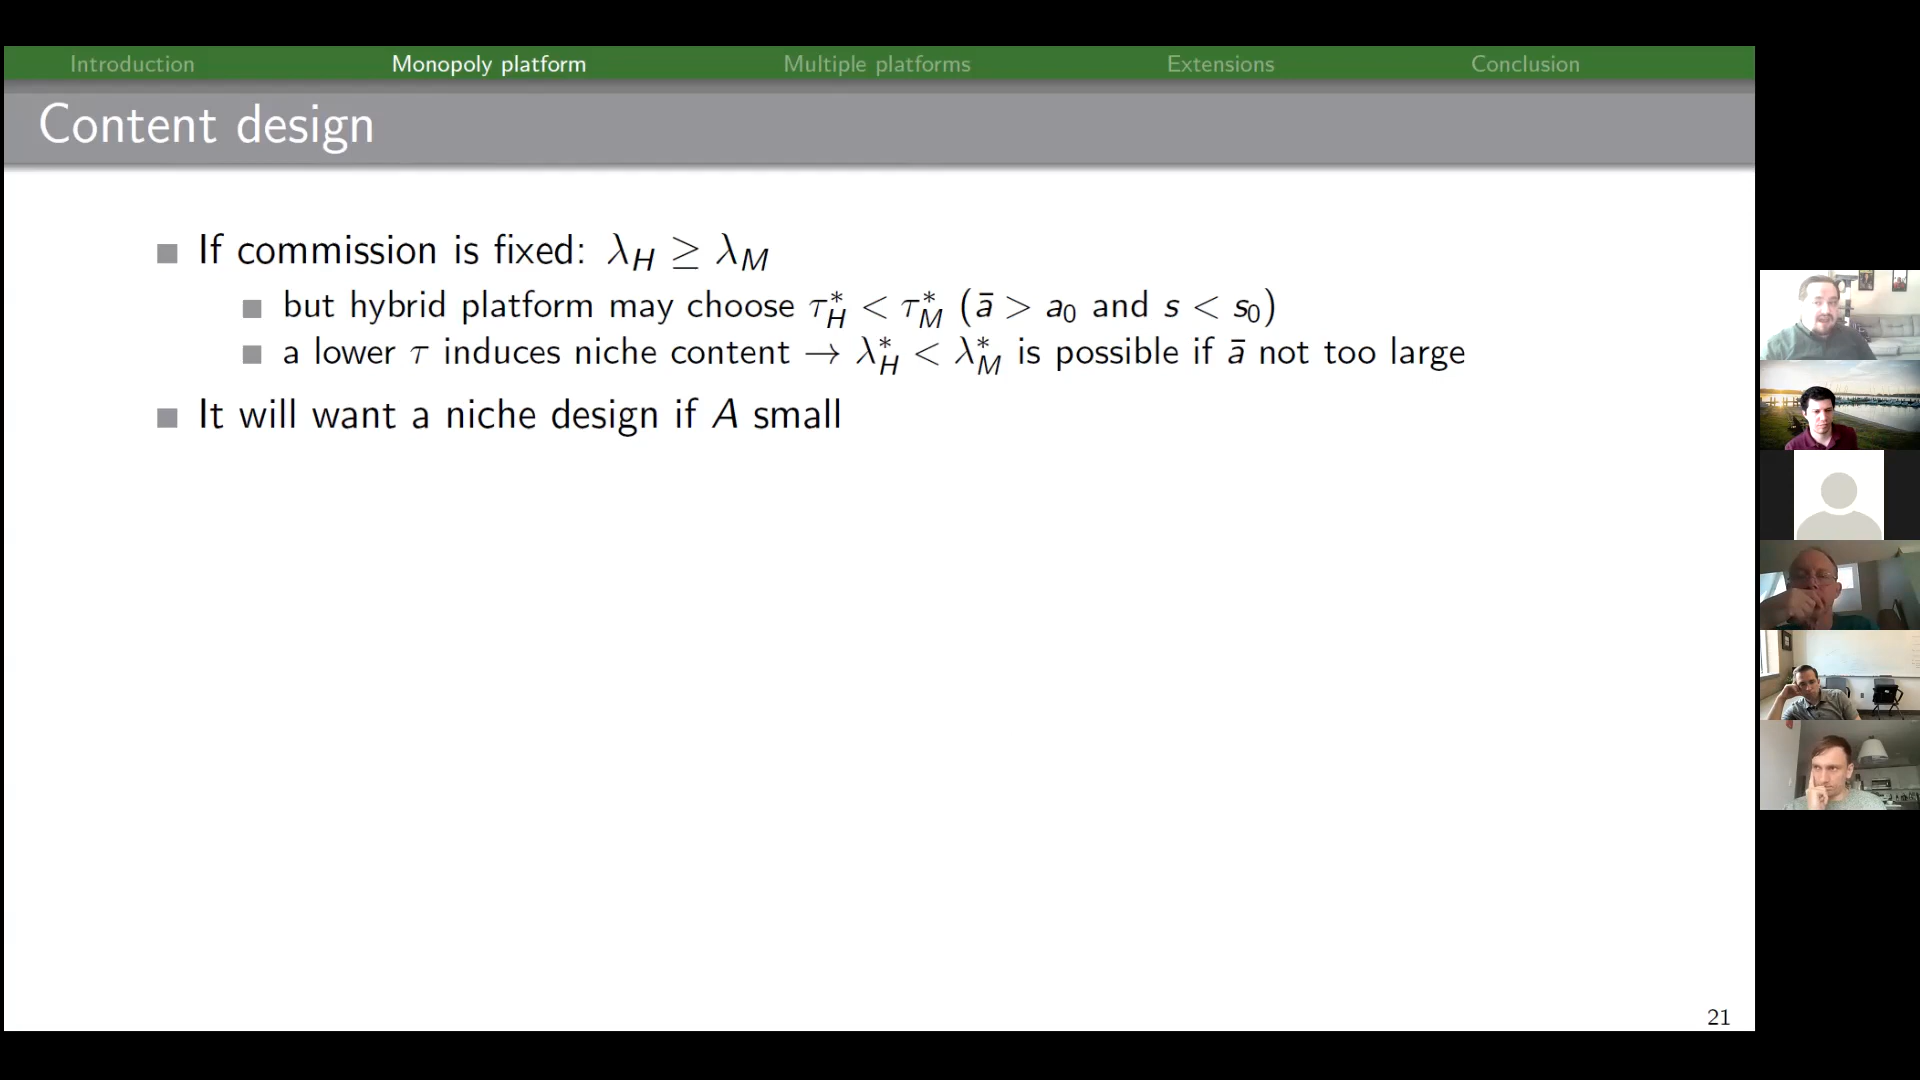 Introduction Monopoly platform Multiple platforms Extensions Conclusion
Content design
If commission is fixed: λ_H ≥ λ_M
but hybrid platform may choose τ*_H < τ*_M (ā > a₀ and s < s₀)
a lower τ induces niche content → λ*_H < λ*_M is possible if ā not too large
It will want a niche design if A small
21